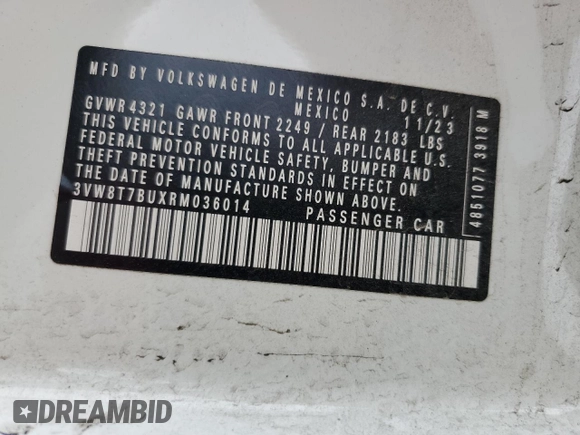 MFD BY VOLKSWAGEN DE MEXICO S.A. DE C.V.
MEXICO 11/23
GVWR 4321 GAWR FRONT 2249 / REAR 2183 LBS
THIS VEHICLE CONFORMS TO ALL APPLICABLE U.S.
FEDERAL MOTOR VEHICLE SAFETY, BUMPER AND
THEFT PREVENTION STANDARDS IN EFFECT ON
THE DATE OF MANUFACTURE SHOWN ABOVE.
3VW8T7BUXRM036014 PASSENGER CAR
4851077 3918 M
DREAMBID